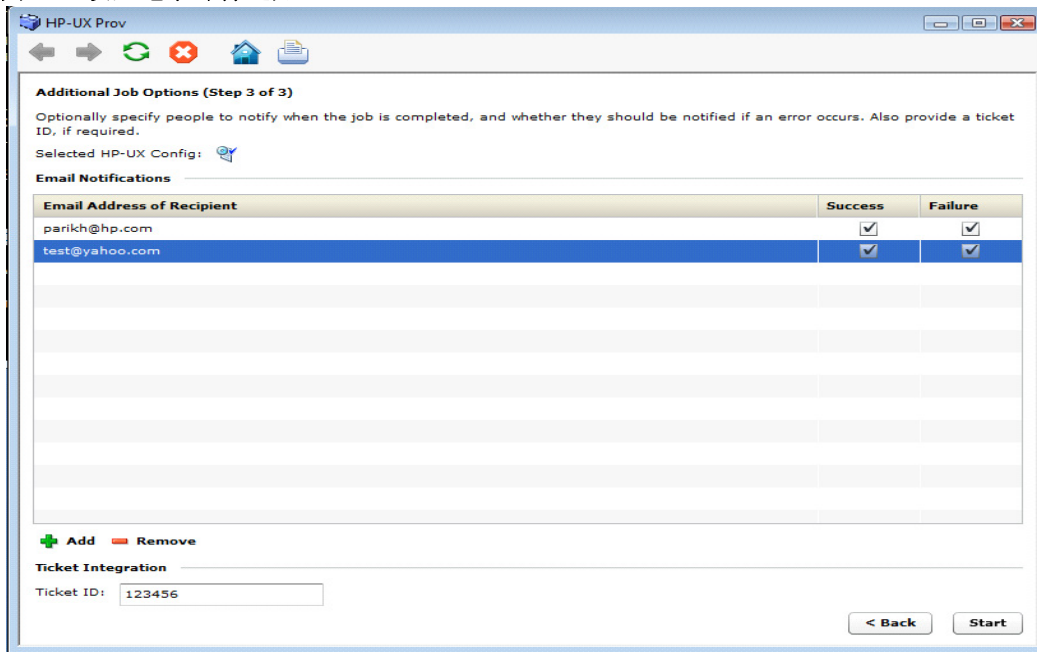 HP-UX Prov
Additional Job Options (Step 3 of 3)
Optionally specify people to notify when the job is completed, and whether they should be notified if an error occurs. Also provide a ticket
ID, if required.
Selected HP-UX Config:
Email Notifications
Email Address of Recipient Success Failure
parikh@hp.com
test@yahoo.com
Add Remove
Ticket Integration
Ticket ID: 123456
< Back Start